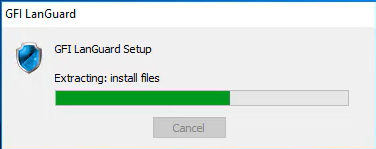 GFI LanGuard
GFI LanGuard Setup
Extracting: install files
Cancel